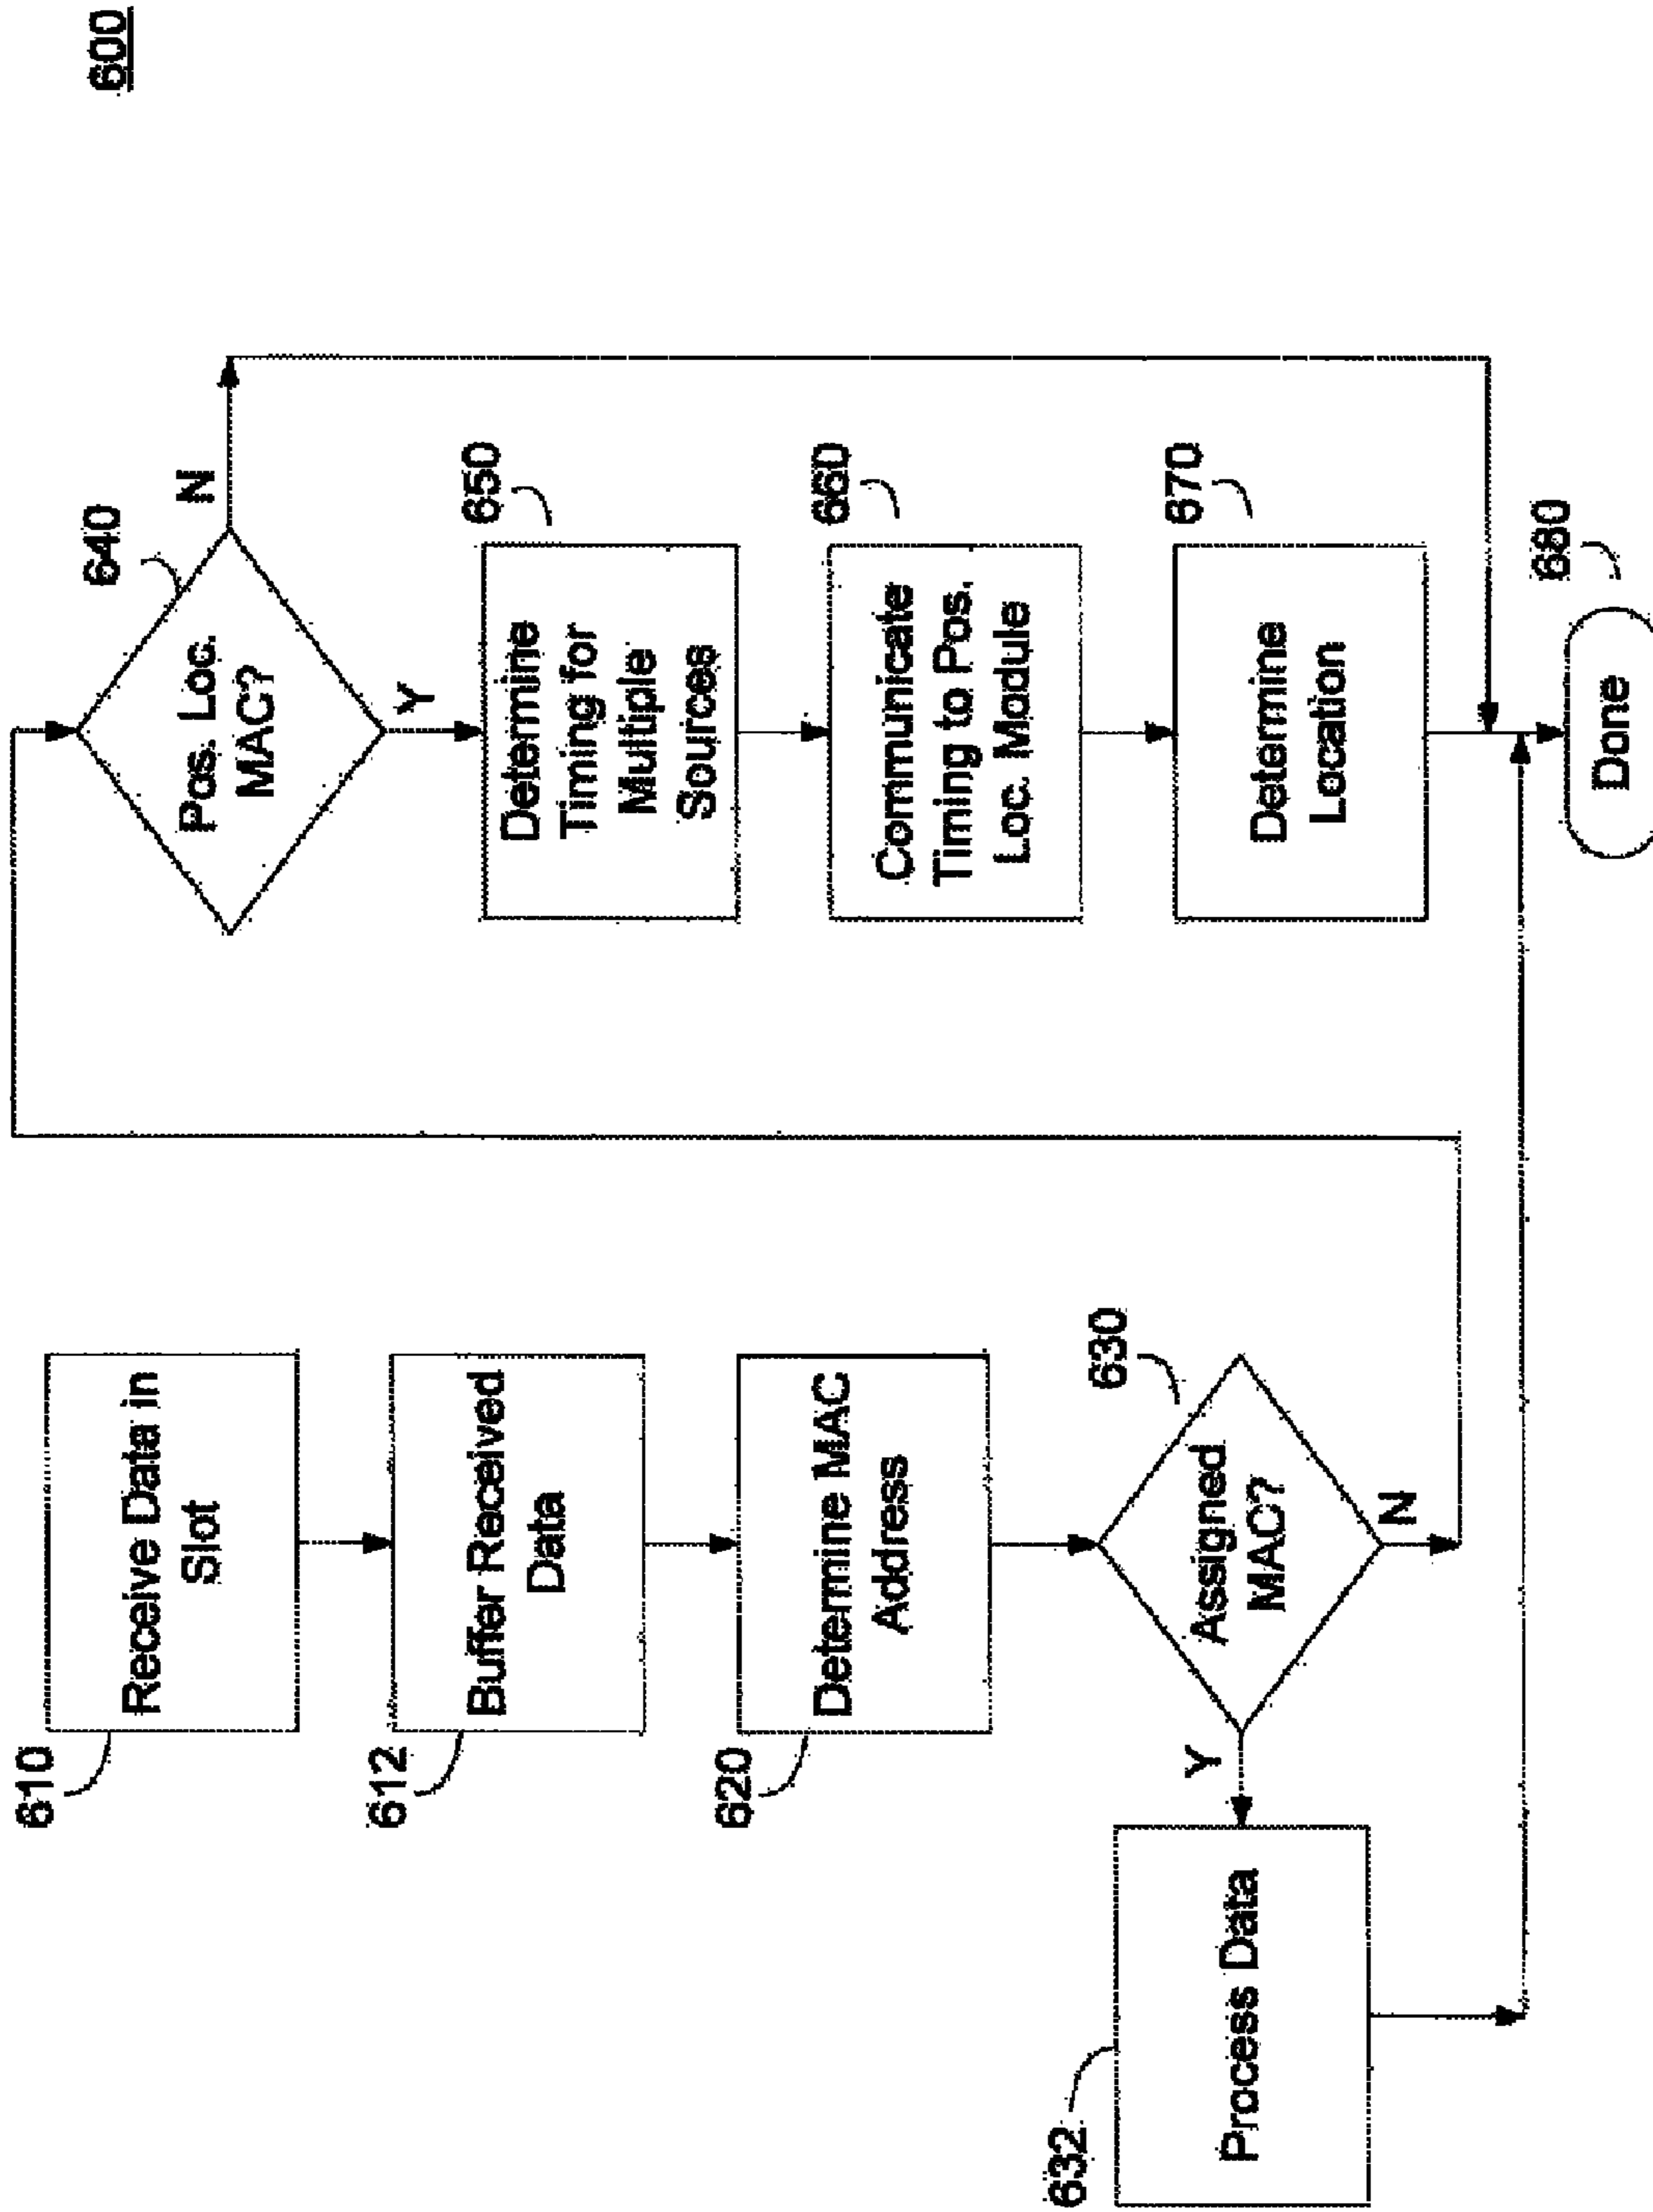 600
610
Receive Data in
Slot
612
Buffer Received
Data
620
Determine MAC
Address
630
Assigned
MAC?
Y
N
632
Process Data
640
Pos. Loc.
MAC?
N
Y
650
Determine
Timing for
Multiple
Sources
660
Communicate
Timing to Pos.
Loc. Module
670
Determine
Location
680
Done